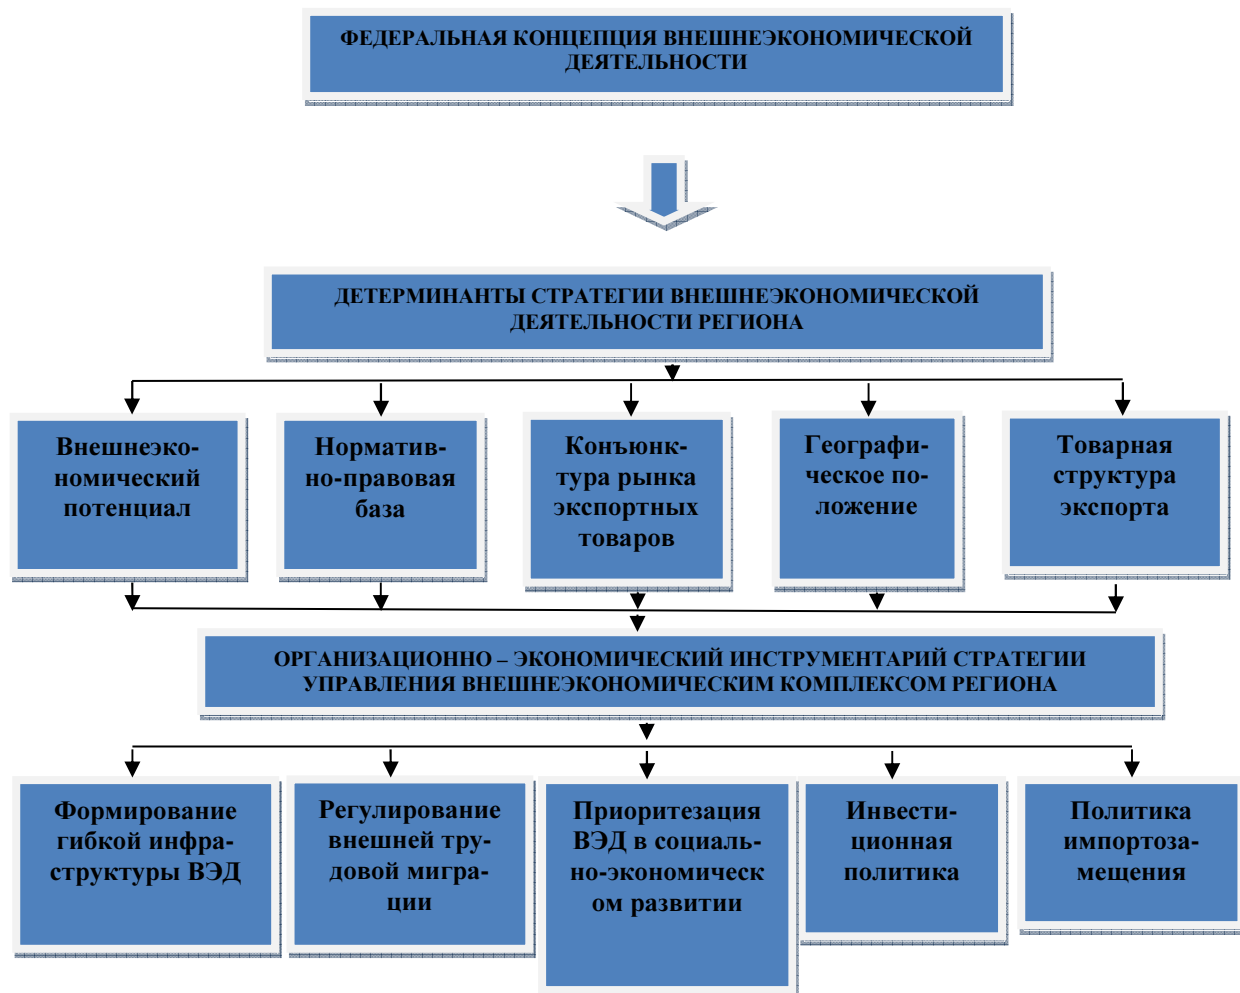 ФЕДЕРАЛЬНАЯ КОНЦЕПЦИЯ ВНЕШНЕЭКОНОМИЧЕСКОЙ
ДЕЯТЕЛЬНОСТИ
ДЕТЕРМИНАНТЫ СТРАТЕГИИ ВНЕШНЕЭКОНОМИЧЕСКОЙ
ДЕЯТЕЛЬНОСТИ РЕГИОНА
Внешнеэко-
номический
потенциал
Норматив-
но-правовая
база
Конъюнк-
тура рынка
экспортных
товаров
Географи-
ческое по-
ложение
Товарная
структура
экспорта
ОРГАНИЗАЦИОННО – ЭКОНОМИЧЕСКИЙ ИНСТРУМЕНТАРИЙ СТРАТЕГИИ
УПРАВЛЕНИЯ ВНЕШНЕЭКОНОМИЧЕСКИМ КОМПЛЕКСОМ РЕГИОНА
Формирование
гибкой инфра-
структуры ВЭД
Регулирование
внешней тру-
довой мигра-
ции
Приоритезация
ВЭД в социаль-
но-экономическ
ом развитии
Инвести-
ционная
политика
Политика
импортоза-
мещения